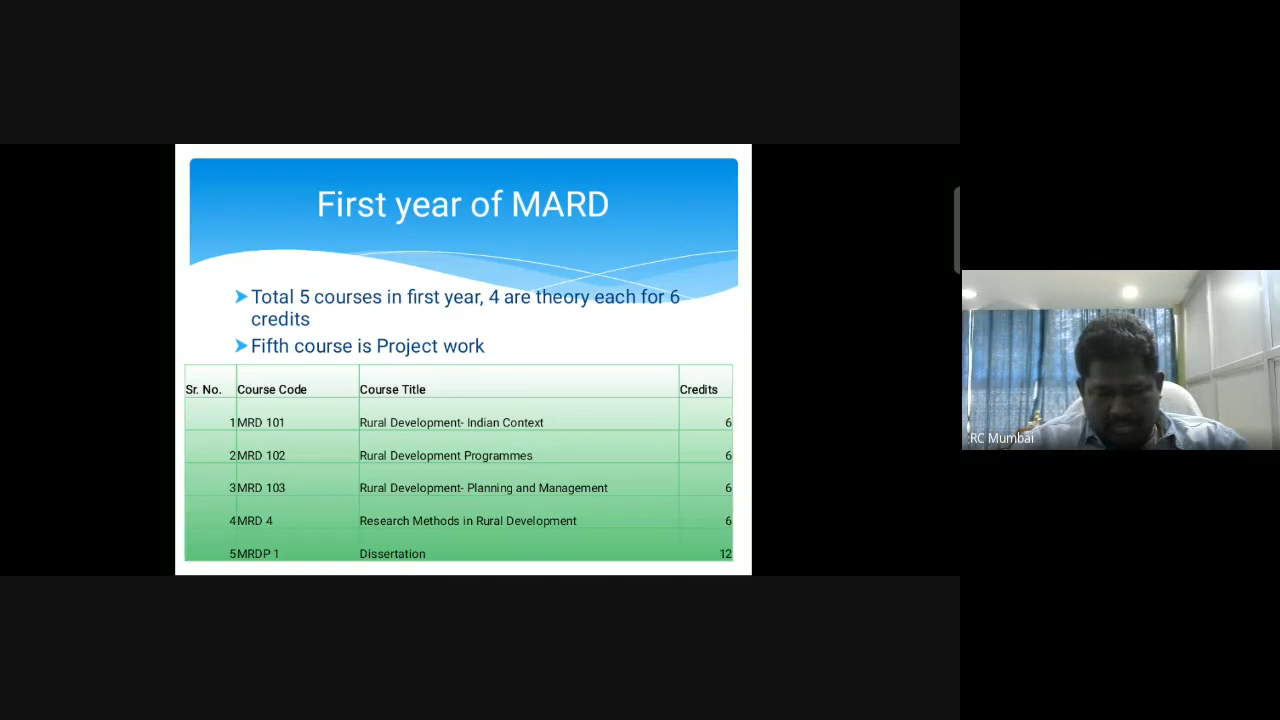 First year of MARD
Total 5 courses in first year, 4 are theory each for 6
credits
Fifth course is Project work
Sr. No. Course Code Course Title Credits
1 MRD 101 Rural Development- Indian Context 6
2 MRD 102 Rural Development Programmes 6
3 MRD 103 Rural Development- Planning and Management 6
4 MRD 4 Research Methods in Rural Development 6
5 MRDP 1 Dissertation 12
RC Mumbai